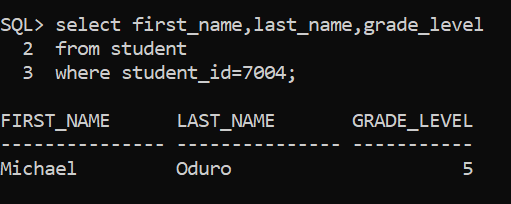 SQL> select first_name,last_name,grade_level
  2  from student
  3  where student_id=7004;
FIRST_NAME      LAST_NAME       GRADE_LEVEL
--------------- --------------- -----------
Michael         Oduro                     5